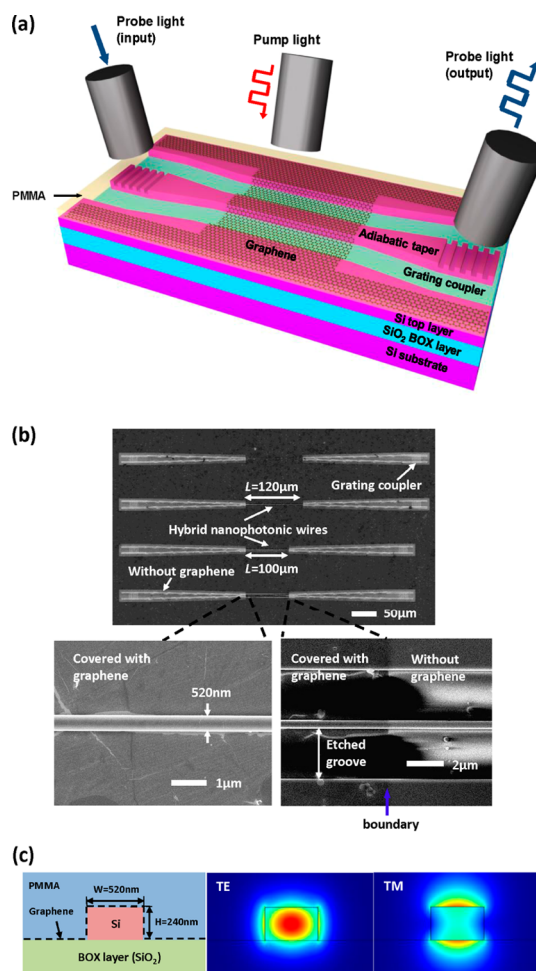 (a)
Probe light
(input)
Pump light
Probe light
(output)
PMMA
Graphene
Adiabatic taper
Grating coupler
Si top layer
SiO₂ BOX layer
Si substrate
(b)
L=120μm
Grating coupler
Hybrid nanophotonic wires
Without graphene
L=100μm
50μm
Covered with
graphene
520nm
1μm
Covered with
graphene
Without
graphene
Etched
groove
2μm
boundary
(c)
PMMA
W=520nm
Graphene
Si
H=240nm
BOX layer (SiO₂)
TE
TM